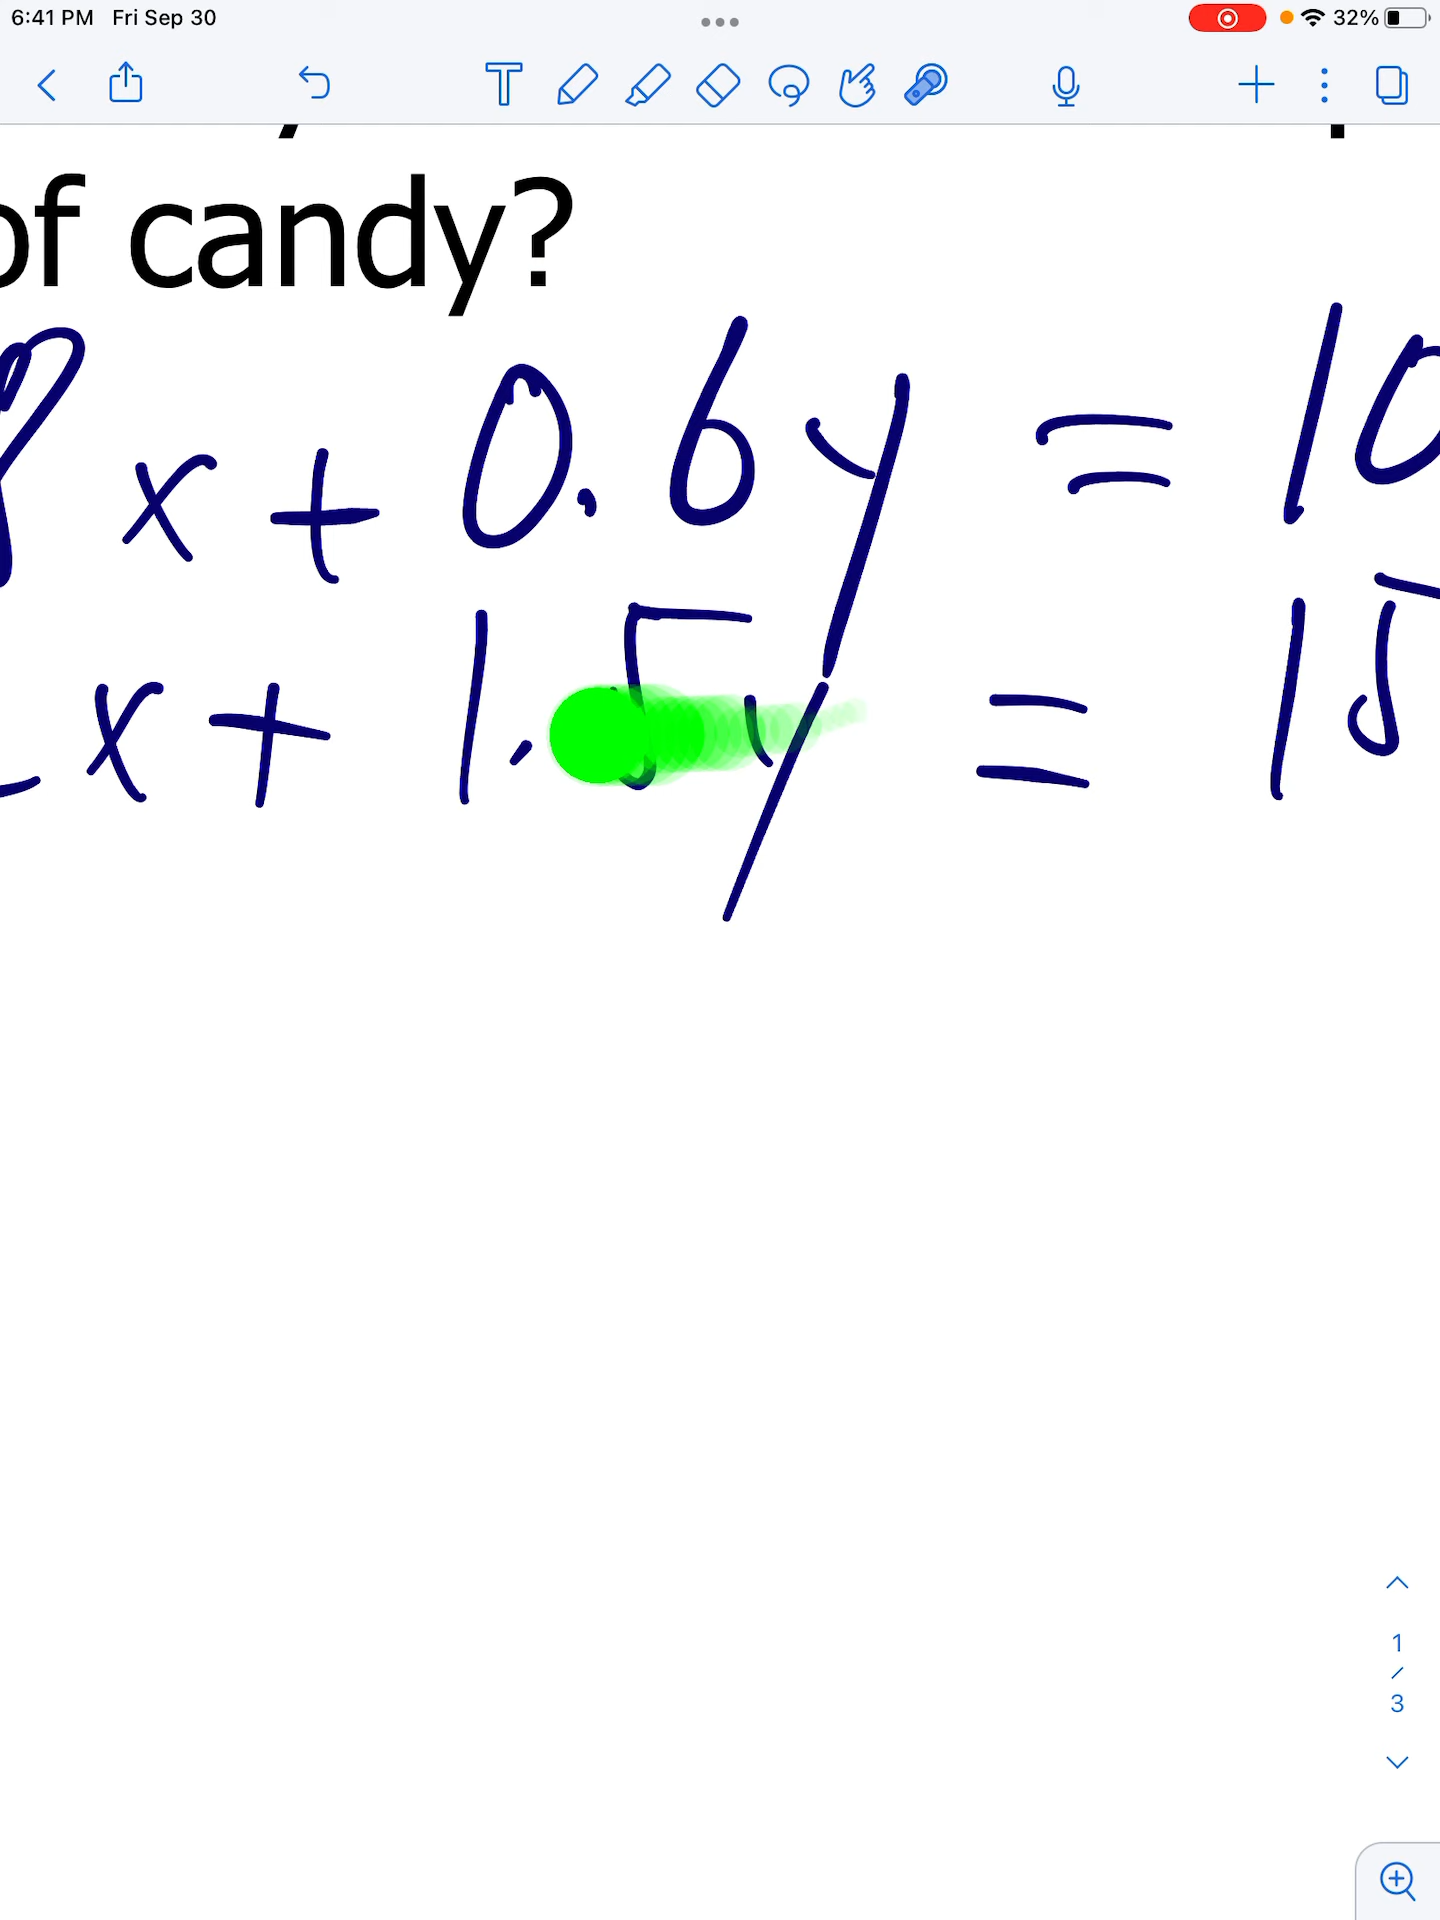 6:41 PM Fri Sep 30
32%
T
of candy?
x + 0.6y = 10
x + 1.5y = 15
1
/
3